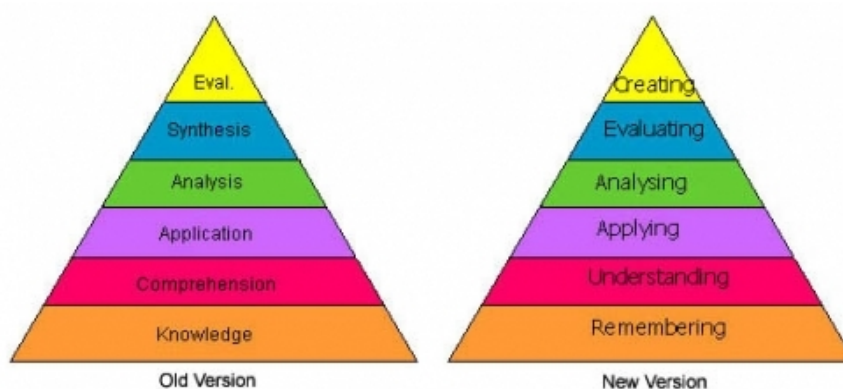 Eval.
Synthesis
Analysis
Application
Comprehension
Knowledge
Old Version
Creating
Evaluating
Analysing
Applying
Understanding
Remembering
New Version